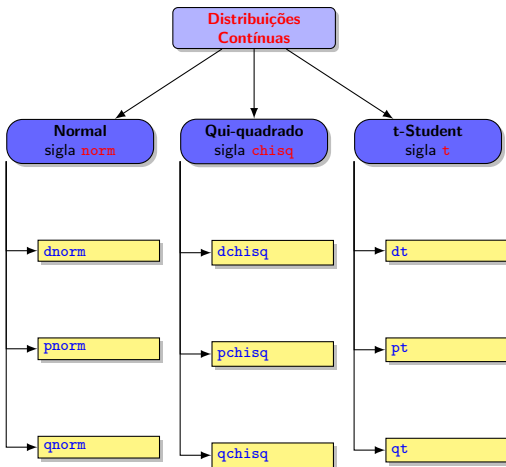 Distribuições
Contínuas
Normal
sigla norm
Qui-quadrado
sigla chisq
t-Student
sigla t
dnorm
dchisq
dt
pnorm
pchisq
pt
qnorm
qchisq
qt